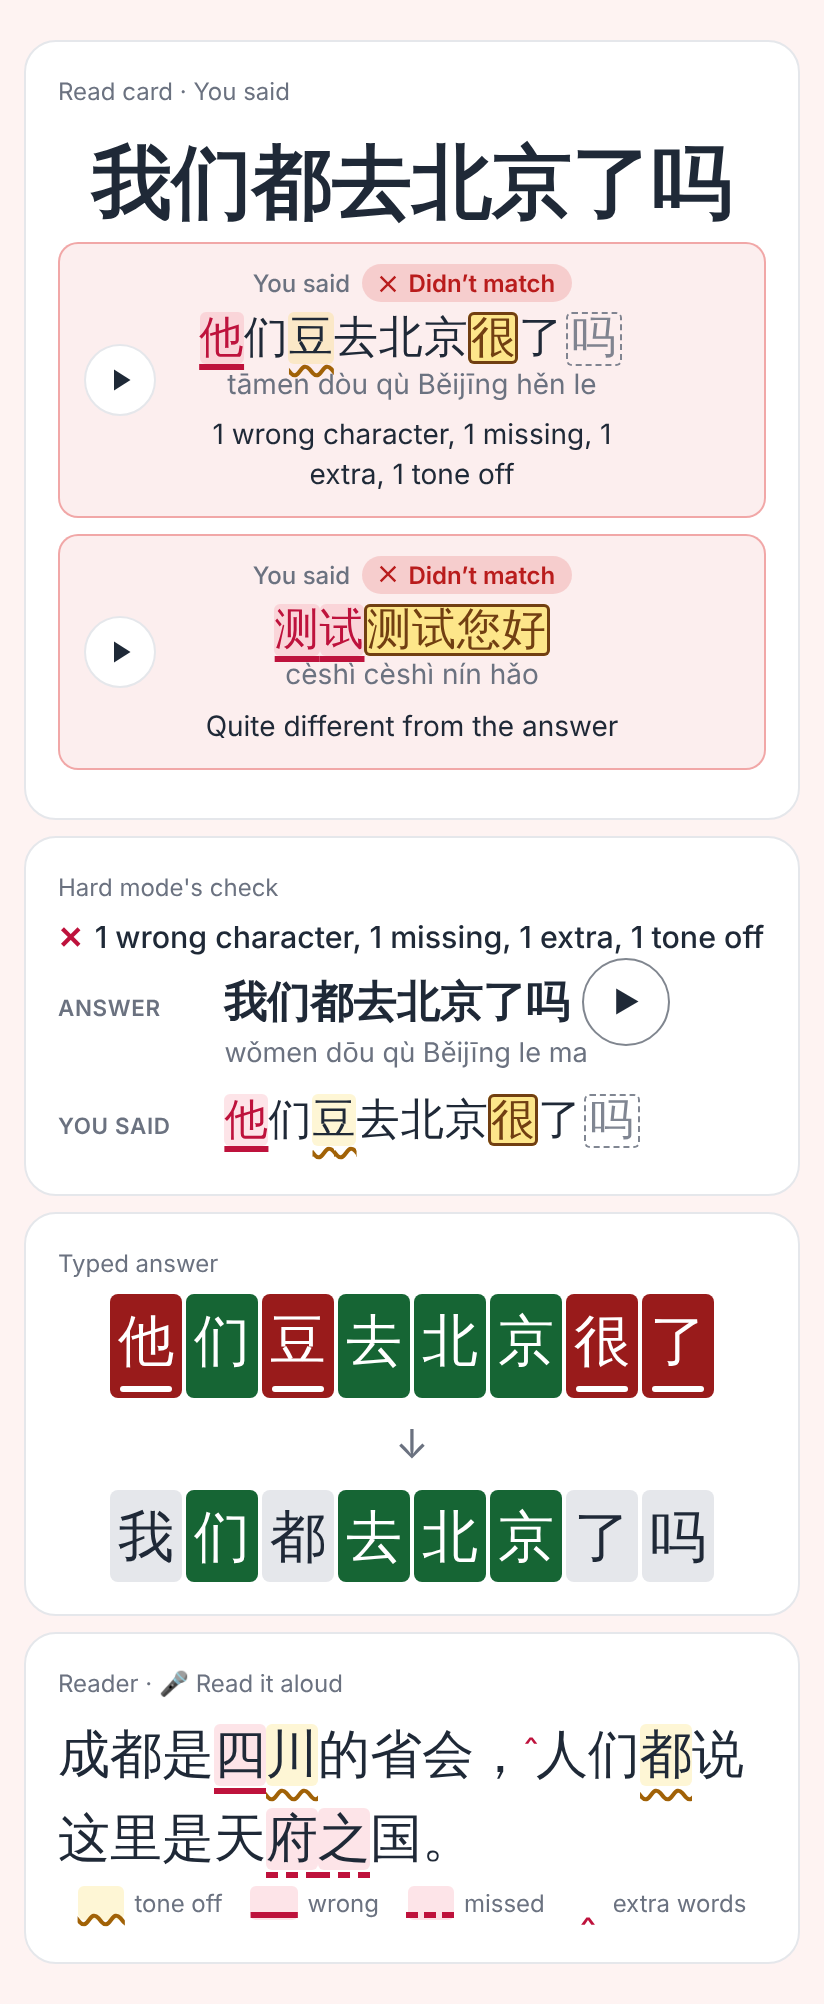 Read card · You said
我们都去北京了吗
You said × Didn’t match
他们豆去北京很了吗
tāmen dòu qù Běijīng hěn le
1 wrong character, 1 missing, 1
extra, 1 tone off
You said × Didn’t match
测试测试您好
cèshì cèshì nín hǎo
Quite different from the answer
Hard mode's check
× 1 wrong character, 1 missing, 1 extra, 1 tone off
ANSWER 我们都去北京了吗
wǒmen dōu qù Běijīng le ma
YOU SAID 他们豆去北京很了吗
Typed answer
他们豆去北京很了
↓
我们都去北京了吗
Reader · 🎤 Read it aloud
成都是四川的省会，‸人们都说
这里是天府之国。
tone off wrong missed ‸ extra words